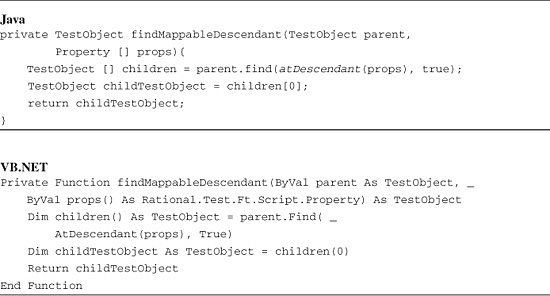 Java
private TestObject findMappableDescendant(TestObject parent,
Property [] props){
TestObject [] children = parent.find(atDescendant(props), true);
TestObject childTestObject = children[0];
return childTestObject;
}
VB.NET
Private Function findMappableDescendant(ByVal parent As TestObject, _
ByVal props() As Rational.Test.Ft.Script.Property) As TestObject
Dim children() As TestObject = parent.Find( _
AtDescendant(props), True)
Dim childTestObject As TestObject = children(0)
Return childTestObject
End Function